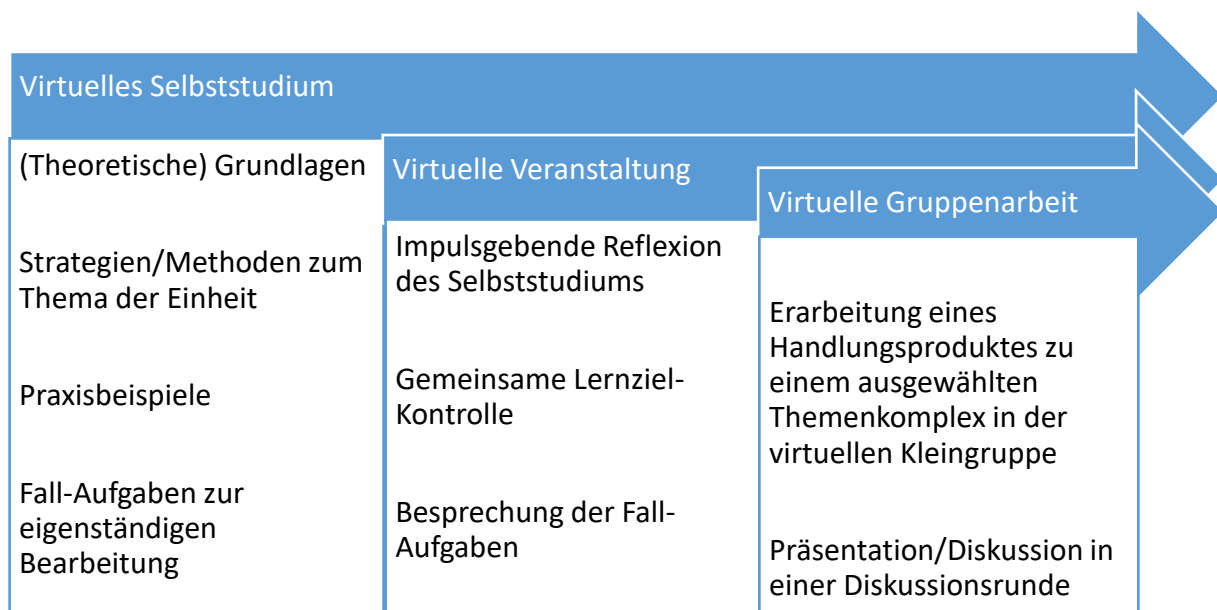 Virtuelles Selbststudium
(Theoretische) Grundlagen
Strategien/Methoden zum
Thema der Einheit
Praxisbeispiele
Fall-Aufgaben zur
eigenständigen
Bearbeitung
Virtuelle Veranstaltung
Impulsgebende Reflexion
des Selbststudiums
Gemeinsame Lernziel-
Kontrolle
Besprechung der Fall-
Aufgaben
Virtuelle Gruppenarbeit
Erarbeitung eines
Handlungsproduktes zu
einem ausgewählten
Themenkomplex in der
virtuellen Kleingruppe
Präsentation/Diskussion in
einer Diskussionsrunde